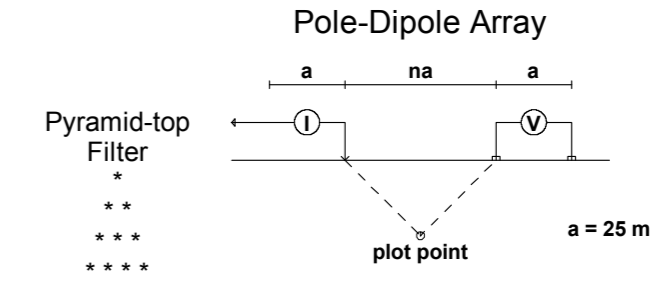 Pole-Dipole Array
a na a
I V
Pyramid-top
Filter
*
* *
* * *
* * * *
plot point
a = 25 m